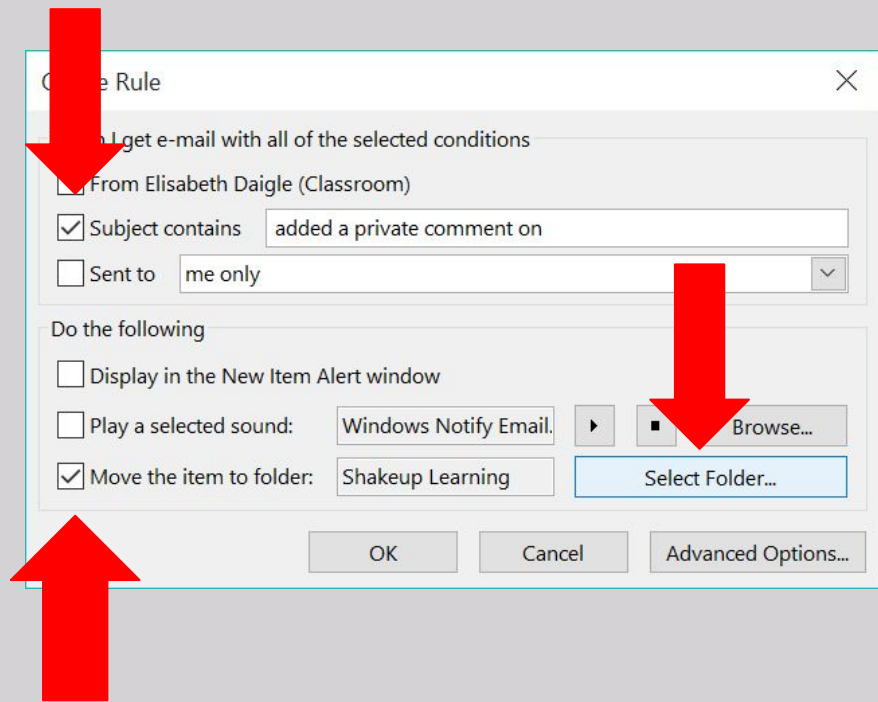 Rule
I get e-mail with all of the selected conditions
From Elisabeth Daigle (Classroom)
Subject contains added a private comment on
Sent to me only
Do the following
Display in the New Item Alert window
Play a selected sound: Windows Notify Email. Browse...
Move the item to folder: Shakeup Learning Select Folder...
OK Cancel Advanced Options...